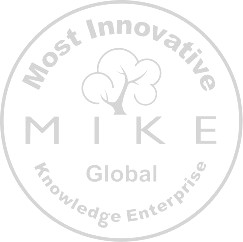 Most Innovative
MIKE
Global
Knowledge Enterprise